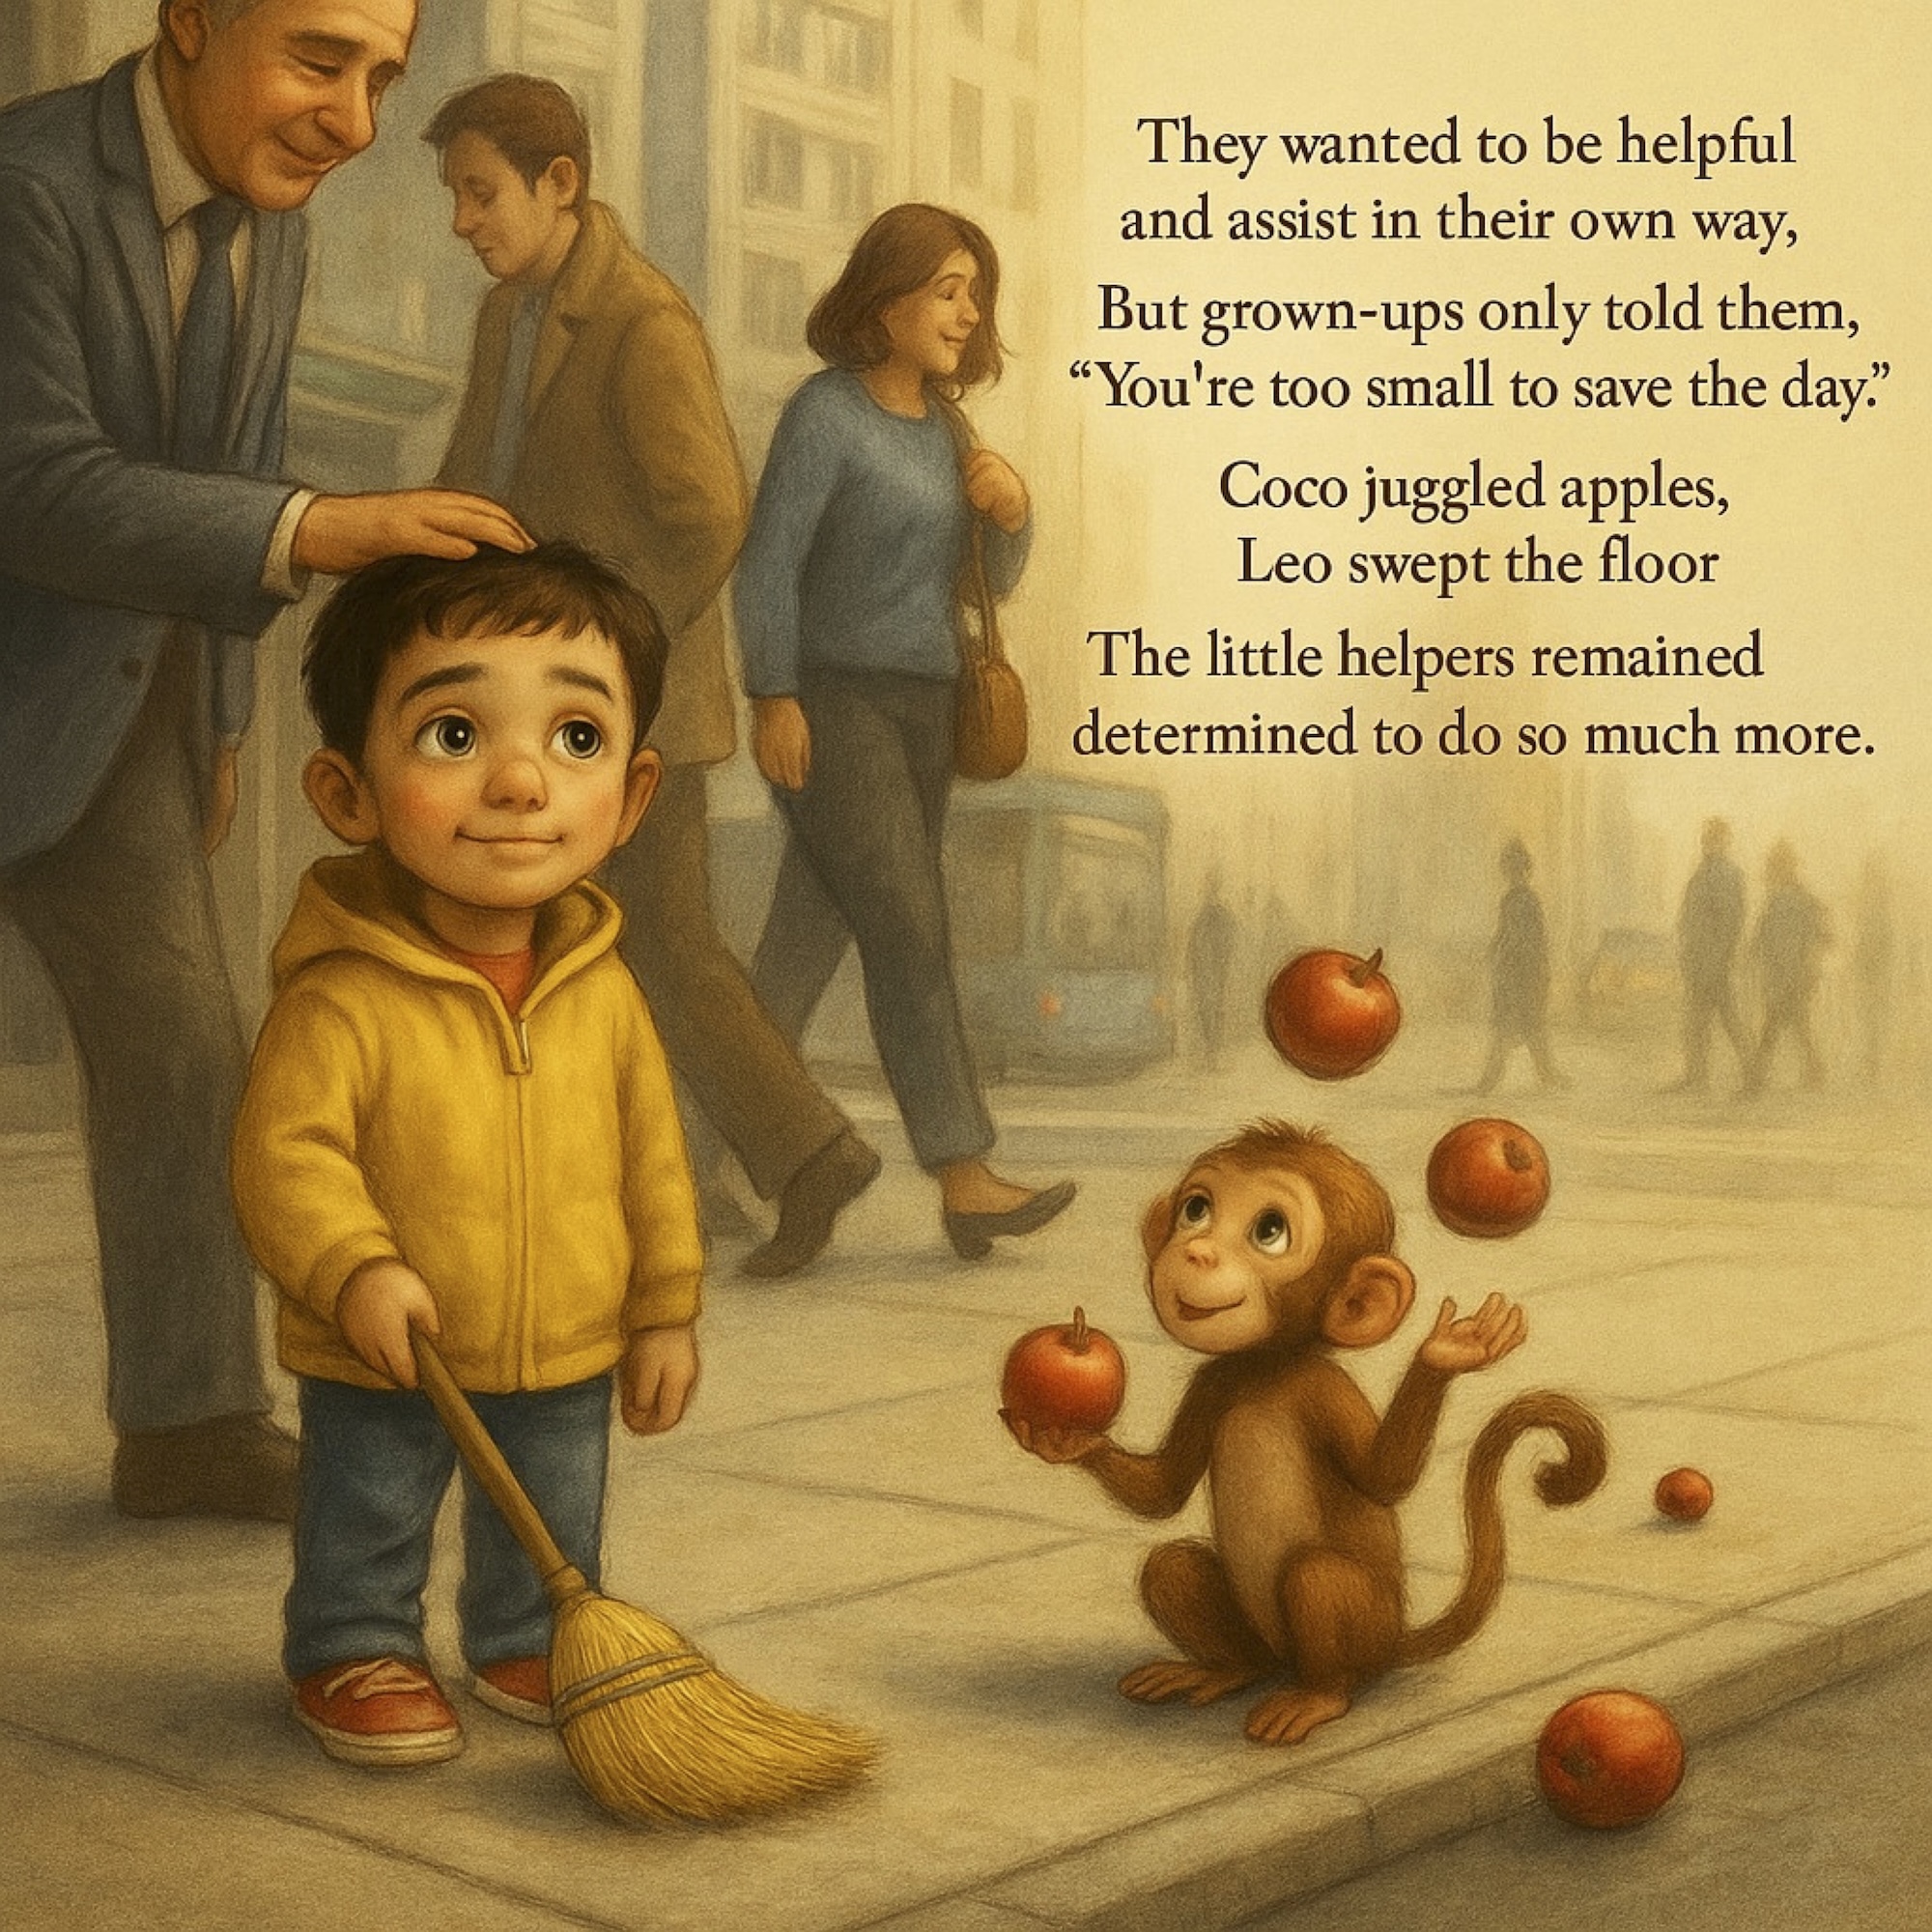 They wanted to be helpful
and assist in their own way,
But grown-ups only told them,
“You're too small to save the day.”
Coco juggled apples,
Leo swept the floor
The little helpers remained
determined to do so much more.